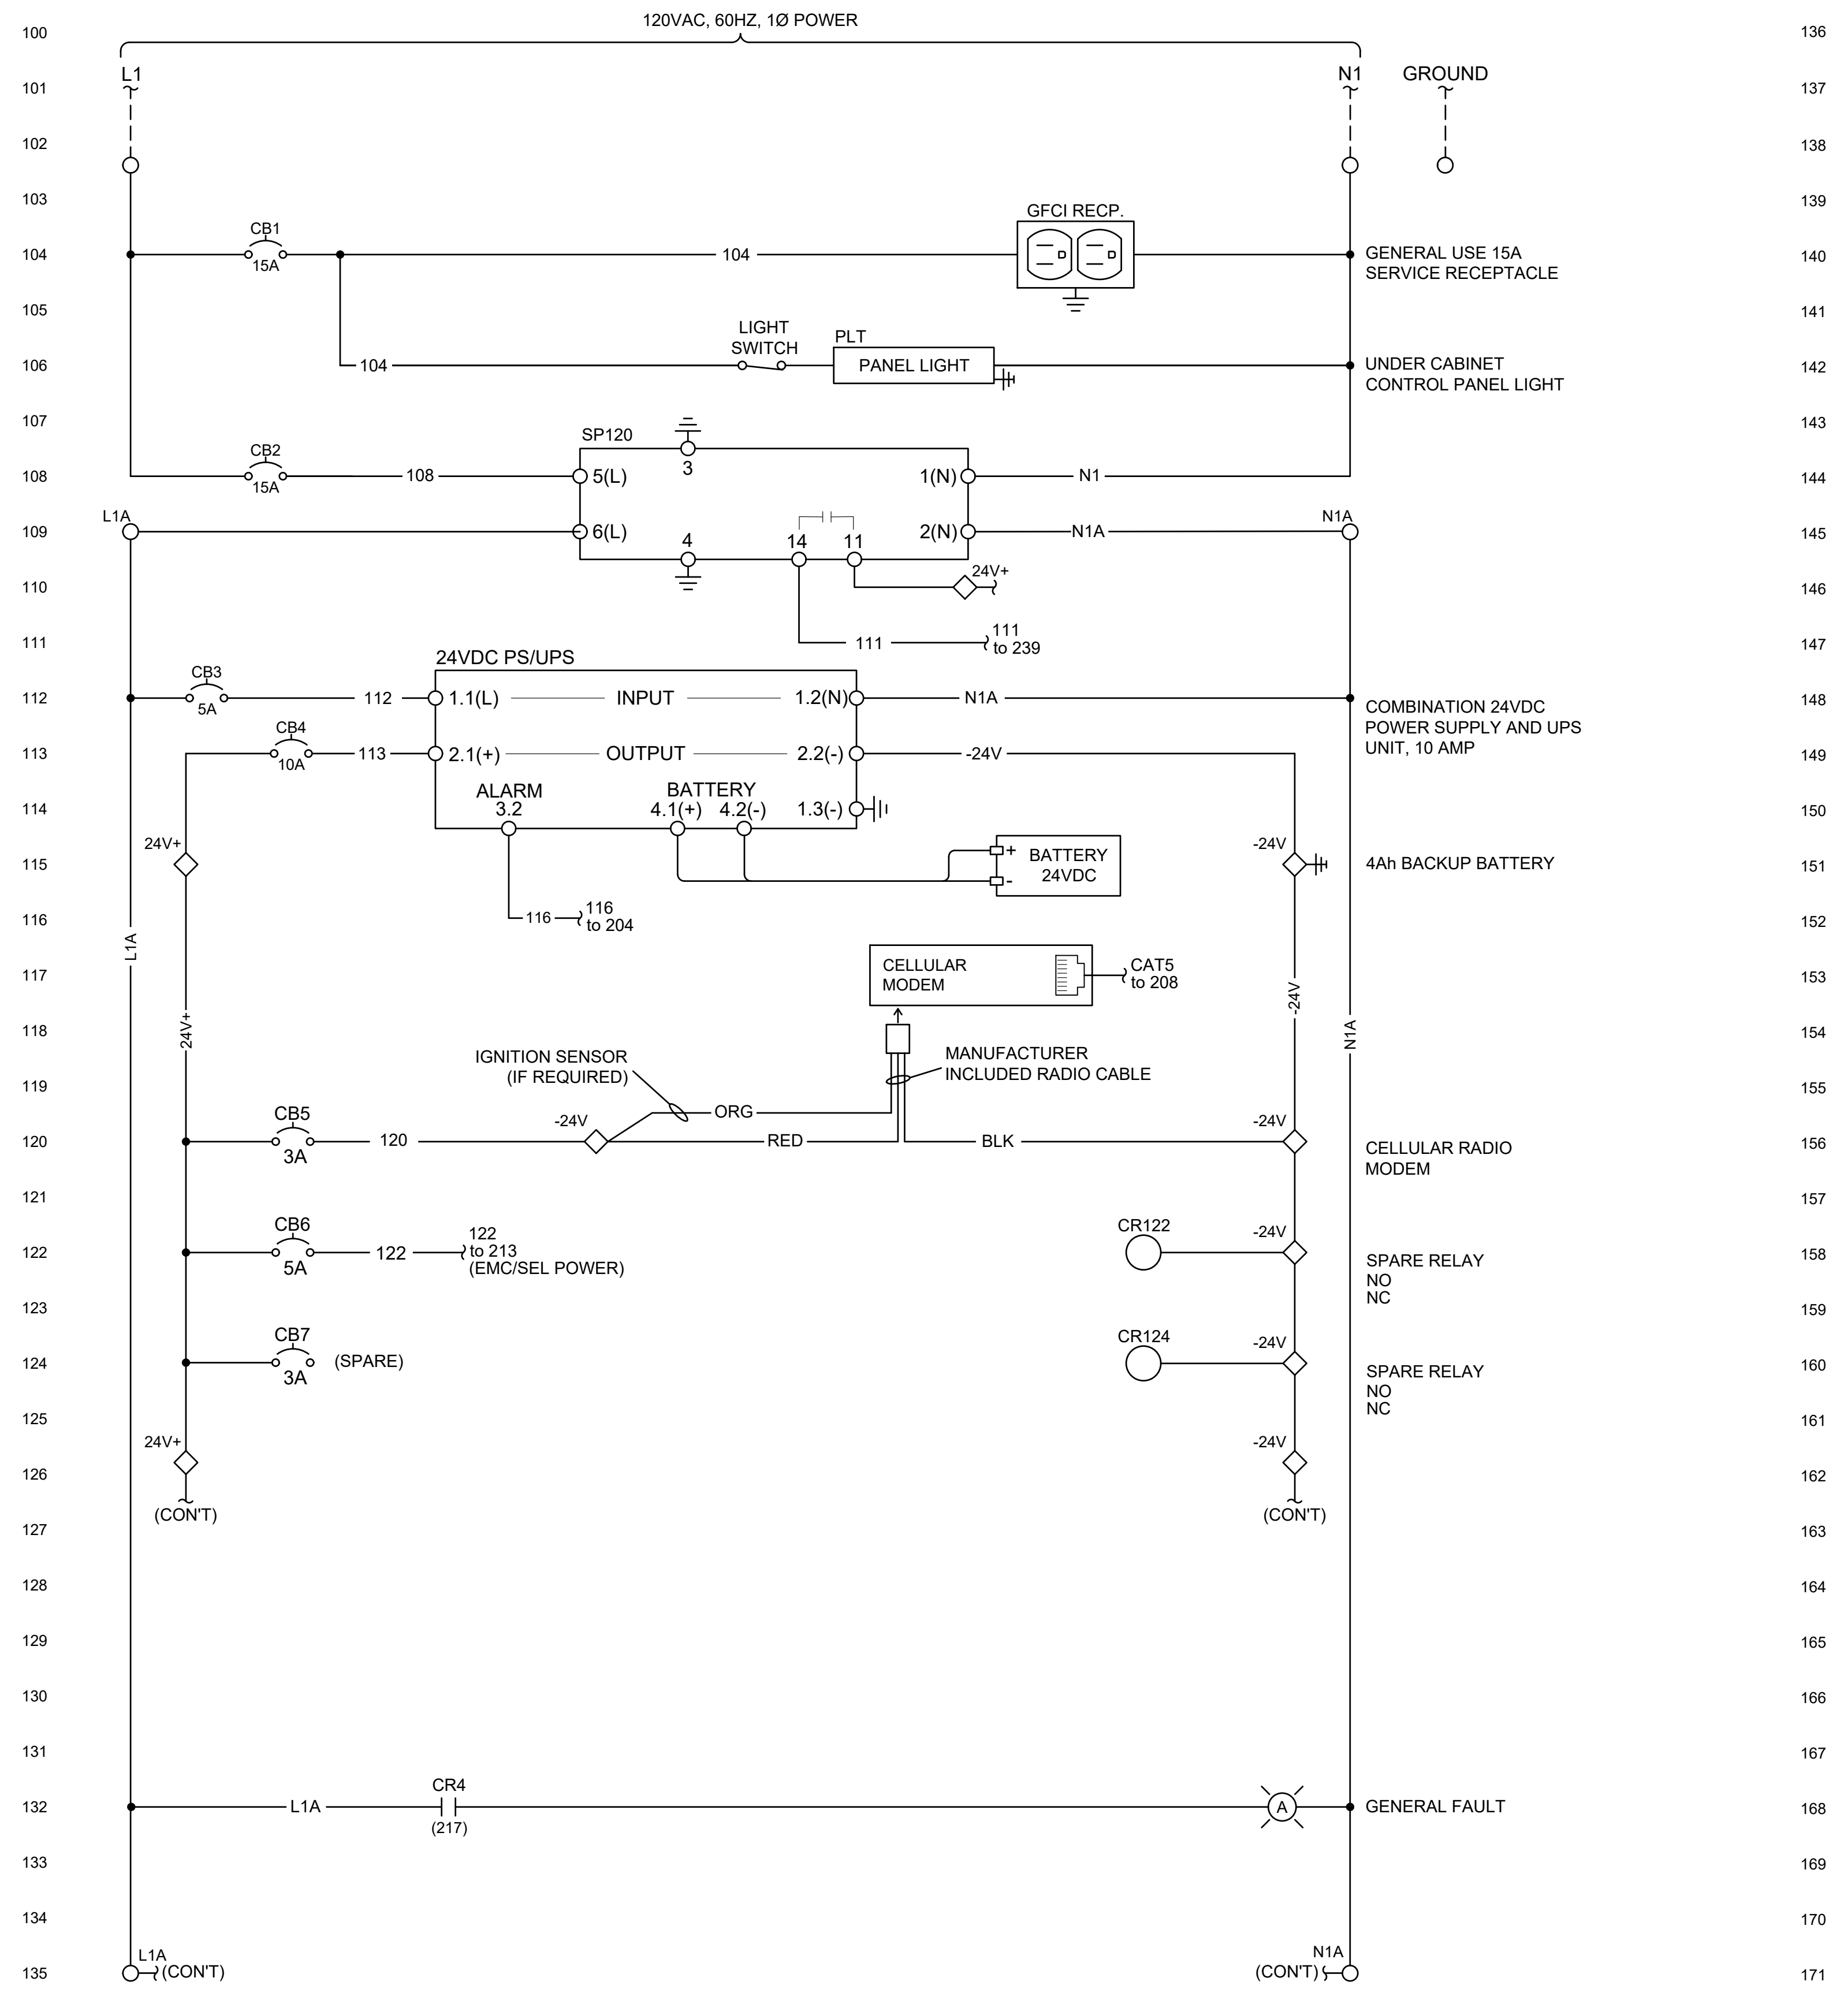 120VAC, 60HZ, 1Ø POWER
100
136
L1
N1
GROUND
101
137
102
138
103
139
GFCI RECP.
CB1
104
104
15A
140
GENERAL USE 15A
SERVICE RECEPTACLE
105
141
LIGHT
SWITCH
PLT
106
104
PANEL LIGHT
142
UNDER CABINET
CONTROL PANEL LIGHT
107
143
SP120
CB2
3
108
15A
108
5(L)
1(N)
N1
144
L1A
N1A
109
6(L)
4
14
11
2(N)
N1A
145
24V+
110
146
111
111
111
to 239
147
24VDC PS/UPS
CB3
112
5A
112
1.1(L)
INPUT
1.2(N)
N1A
148
COMBINATION 24VDC
POWER SUPPLY AND UPS
UNIT, 10 AMP
CB4
113
10A
113
2.1(+)
OUTPUT
2.2(-)
-24V
149
ALARM
3.2
BATTERY
4.1(+)
4.2(-)
1.3(-)
114
150
24V+
-24V
115
+
-
BATTERY
24VDC
4Ah BACKUP BATTERY
151
116
116
116
to 204
152
L1A
117
CELLULAR
MODEM
CAT5
to 208
153
24V+
-24V
N1A
118
154
IGNITION SENSOR
(IF REQUIRED)
MANUFACTURER
INCLUDED RADIO CABLE
119
155
CB5
ORG
-24V
-24V
120
3A
120
RED
BLK
156
CELLULAR RADIO
MODEM
121
157
CB6
122
5A
122
122
to 213
(EMC/SEL POWER)
CR122
-24V
158
SPARE RELAY
NO
NC
123
159
CB7
124
3A
(SPARE)
CR124
-24V
160
SPARE RELAY
NO
NC
125
161
24V+
-24V
126
162
(CON'T)
(CON'T)
127
163
128
164
129
165
130
166
131
167
CR4
132
L1A
(217)
A
GENERAL FAULT
168
133
169
134
170
L1A
N1A
135
(CON'T)
(CON'T)
171